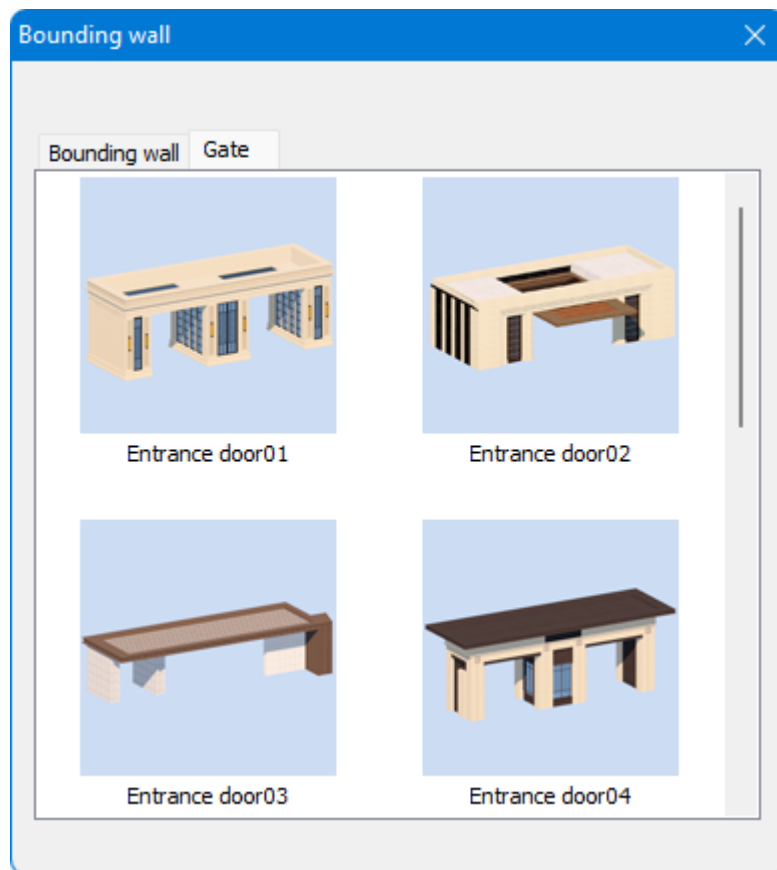 Bounding wall
Bounding wall Gate
Entrance door01 Entrance door02
Entrance door03 Entrance door04